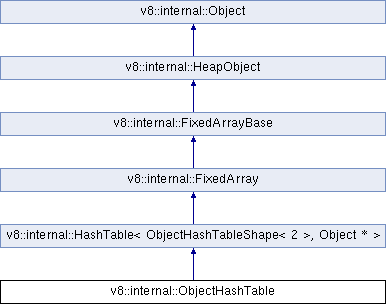 v8::internal::Object
v8::internal::HeapObject
v8::internal::FixedArrayBase
v8::internal::FixedArray
v8::internal::HashTable< ObjectHashTableShape< 2 >, Object * >
v8::internal::ObjectHashTable